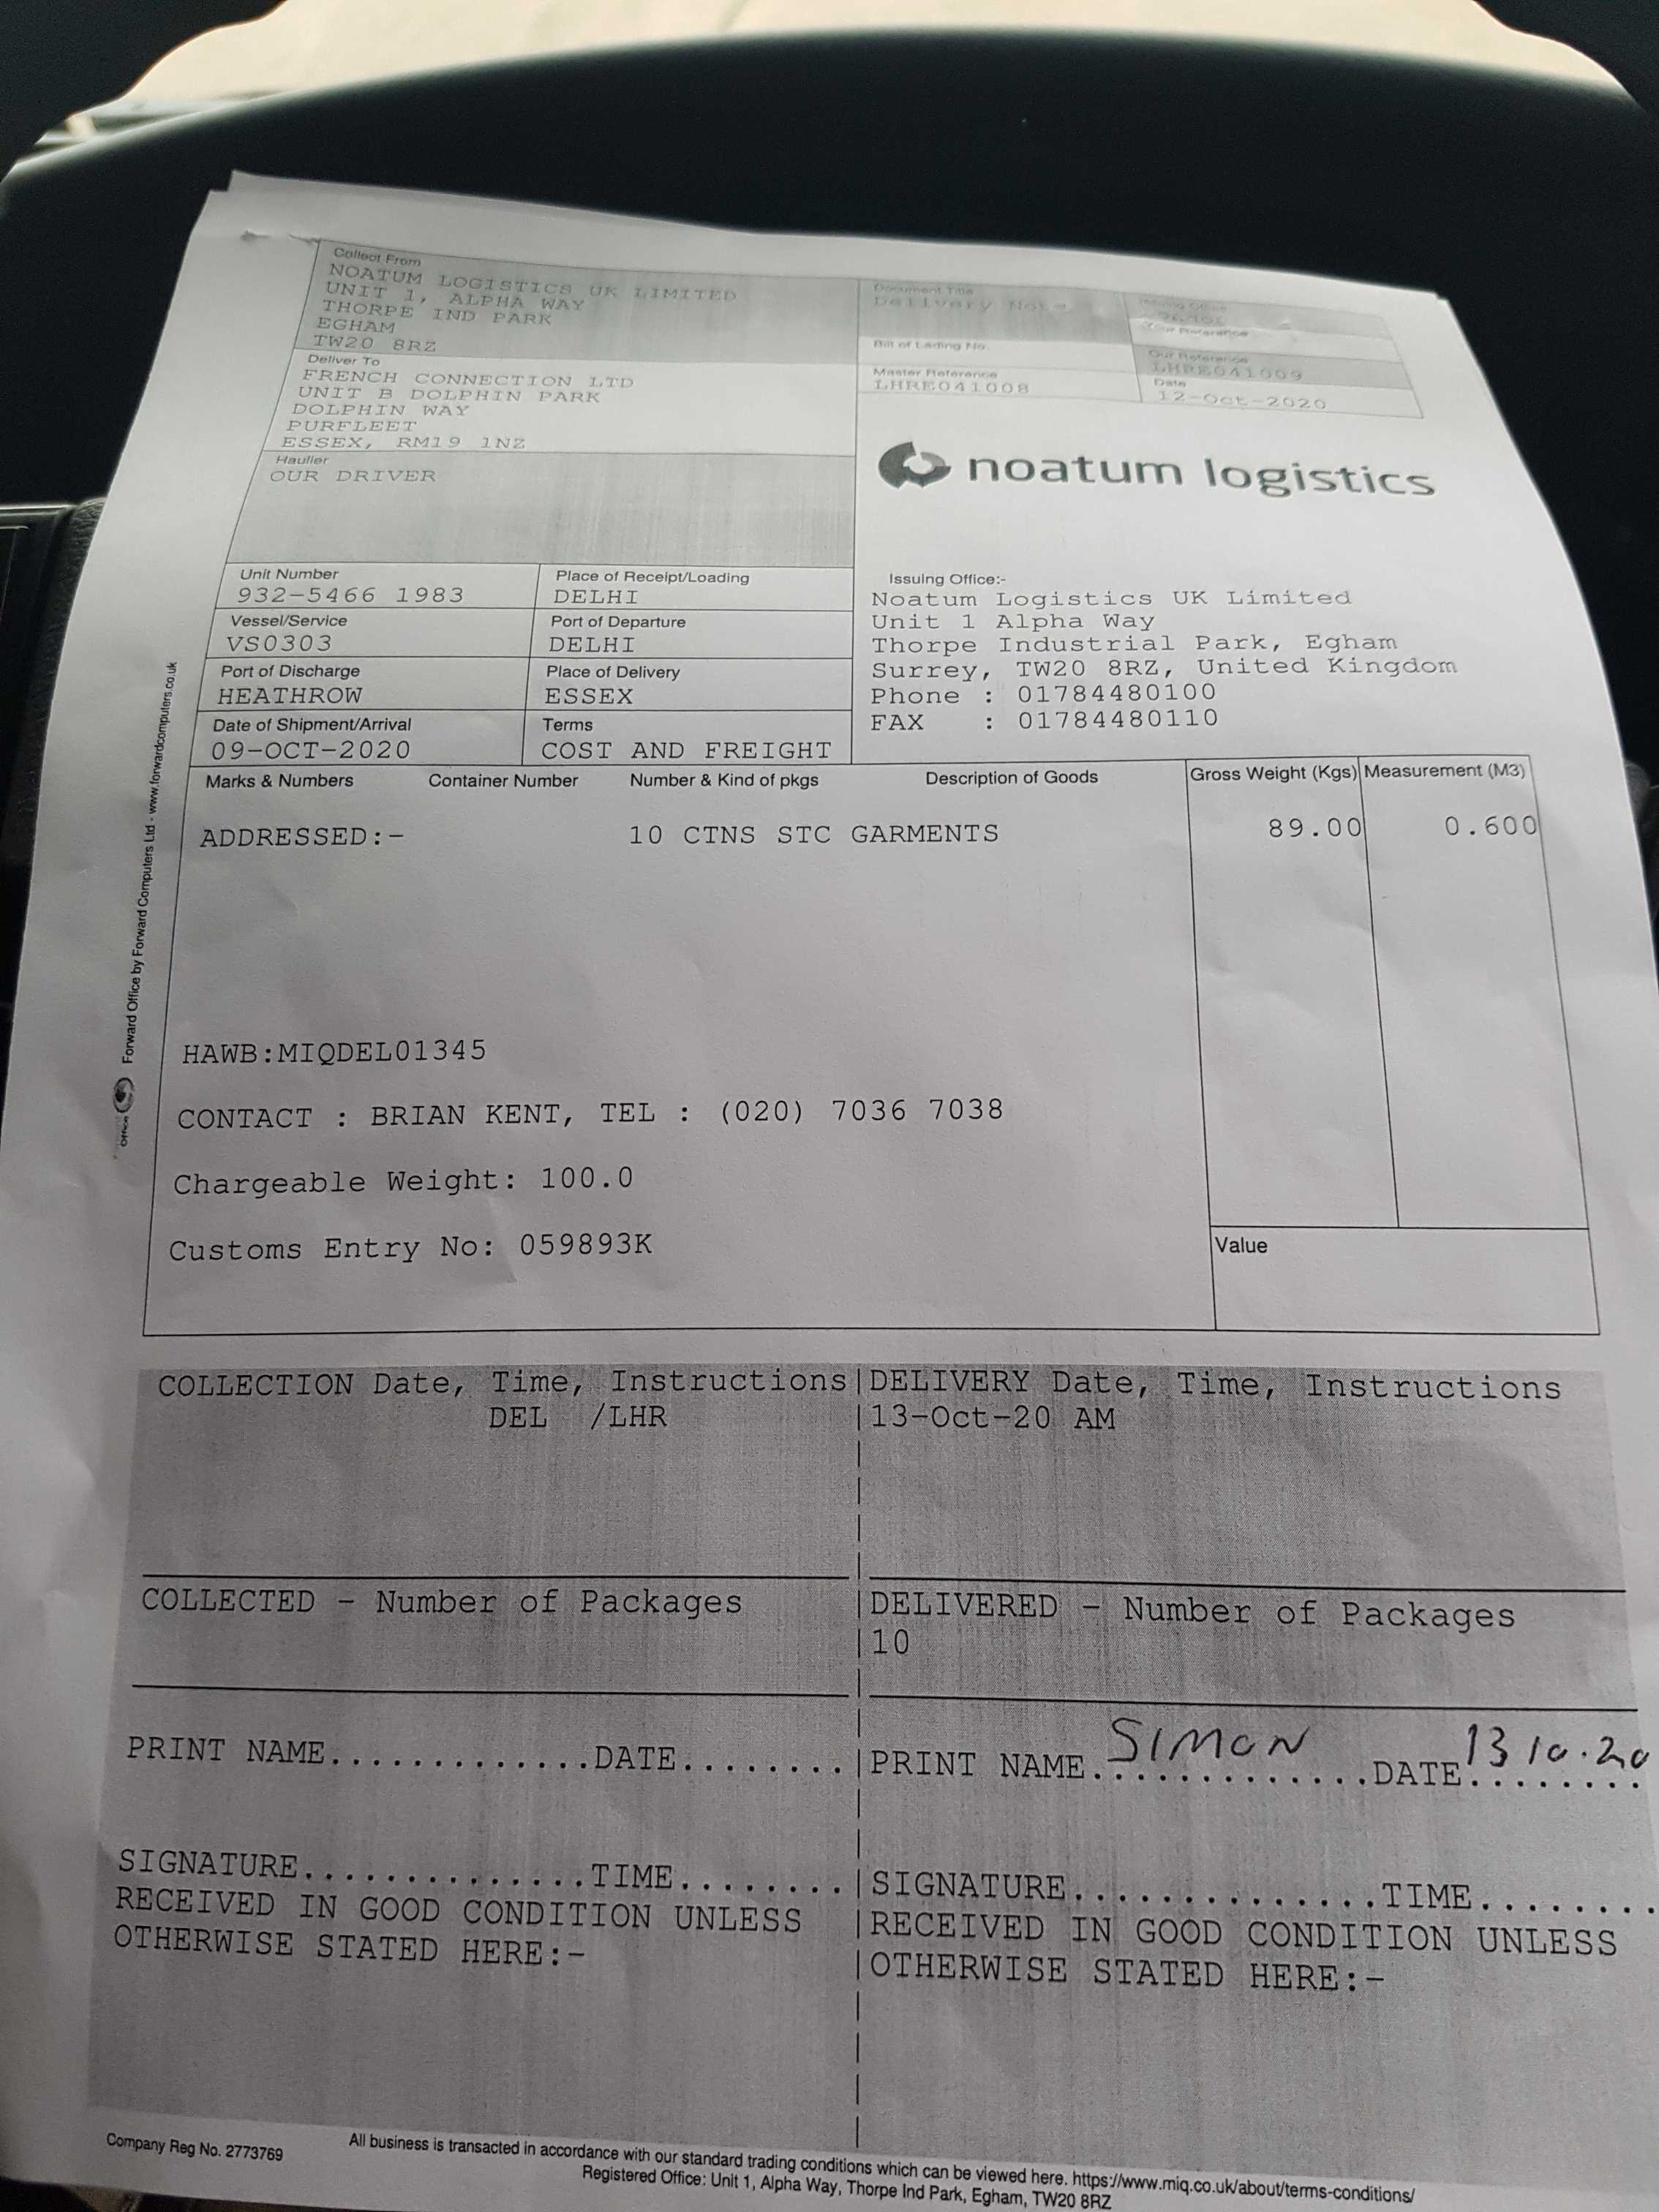 Collect From
NOATUM LOGISTICS UK LIMITED
UNIT 1, ALPHA WAY
THORPE IND PARK
EGHAM
TW20 8RZ
Document Title
Delivery Note
Your Reference
Bill of Lading No.
Our Reference
LHRE041009
Master Reference
LHRE041008
Date
12-Oct-2020
Deliver To
FRENCH CONNECTION LTD
UNIT B DOLPHIN PARK
DOLPHIN WAY
PURFLEET
ESSEX, RM19 1NZ
Haulier
OUR DRIVER
noatum logistics
Unit Number
932-5466 1983
Place of Receipt/Loading
DELHI
Vessel/Service
VS0303
Port of Departure
DELHI
Port of Discharge
HEATHROW
Place of Delivery
ESSEX
Date of Shipment/Arrival
09-OCT-2020
Terms
COST AND FREIGHT
Issuing Office:-
Noatum Logistics UK Limited
Unit 1 Alpha Way
Thorpe Industrial Park, Egham
Surrey, TW20 8RZ, United Kingdom
Phone : 01784480100
FAX : 01784480110
Marks & Numbers Container Number Number & Kind of pkgs Description of Goods Gross Weight (Kgs) Measurement (M3)
ADDRESSED:- 10 CTNS STC GARMENTS 89.00 0.600
HAWB:MIQDEL01345
CONTACT : BRIAN KENT, TEL : (020) 7036 7038
Chargeable Weight: 100.0
Customs Entry No: 059893K
Value
Office Forward Office by Forward Computers Ltd - www.forwardcomputers.co.uk
COLLECTION Date, Time, Instructions|DELIVERY Date, Time, Instructions
DEL /LHR |13-Oct-20 AM
COLLECTED - Number of Packages |DELIVERED - Number of Packages
|10
PRINT NAME..............DATE........|PRINT NAME. SIMON .DATE 13 10.20
SIGNATURE..............TIME........|SIGNATURE..............TIME........
RECEIVED IN GOOD CONDITION UNLESS |RECEIVED IN GOOD CONDITION UNLESS
OTHERWISE STATED HERE:- |OTHERWISE STATED HERE:-
Company Reg No. 2773769
All business is transacted in accordance with our standard trading conditions which can be viewed here. https://www.miq.co.uk/about/terms-conditions/
Registered Office: Unit 1, Alpha Way, Thorpe Ind Park, Egham, TW20 8RZ